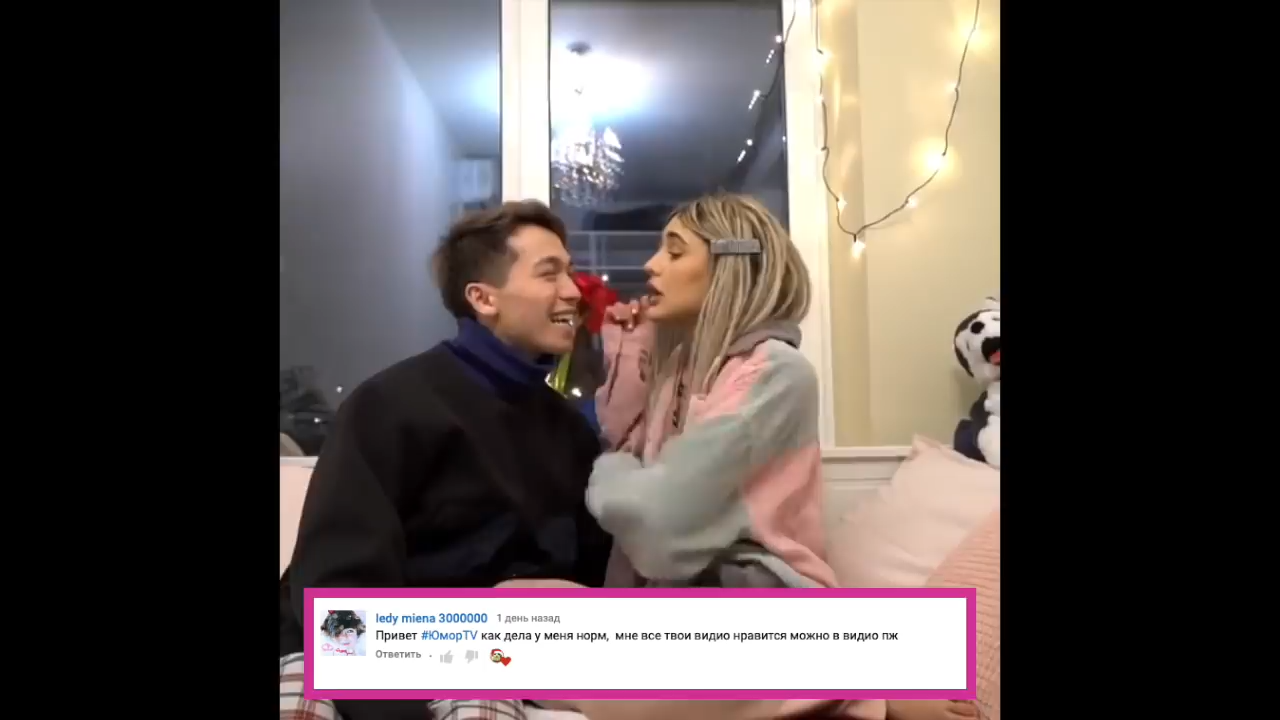 ledy miena 3000000 1 день назад
Привет #ЮморTV как дела у меня норм, мне все твои видио нравится можно в видио пж
Ответить